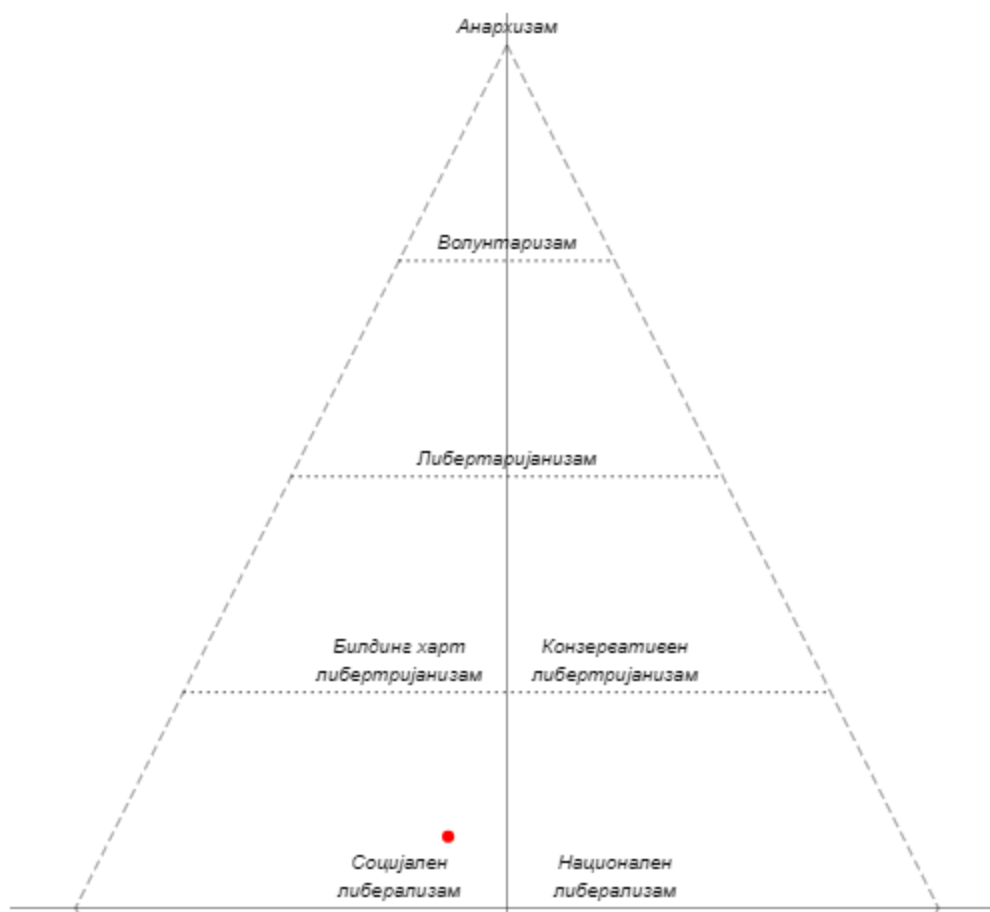 Анархизам
Волунтаризам
Либертаријанизам
Билдинг харт
либертријанизам
Конзервативен
либертријанизам
Социјален
либерализам
Национален
либерализам